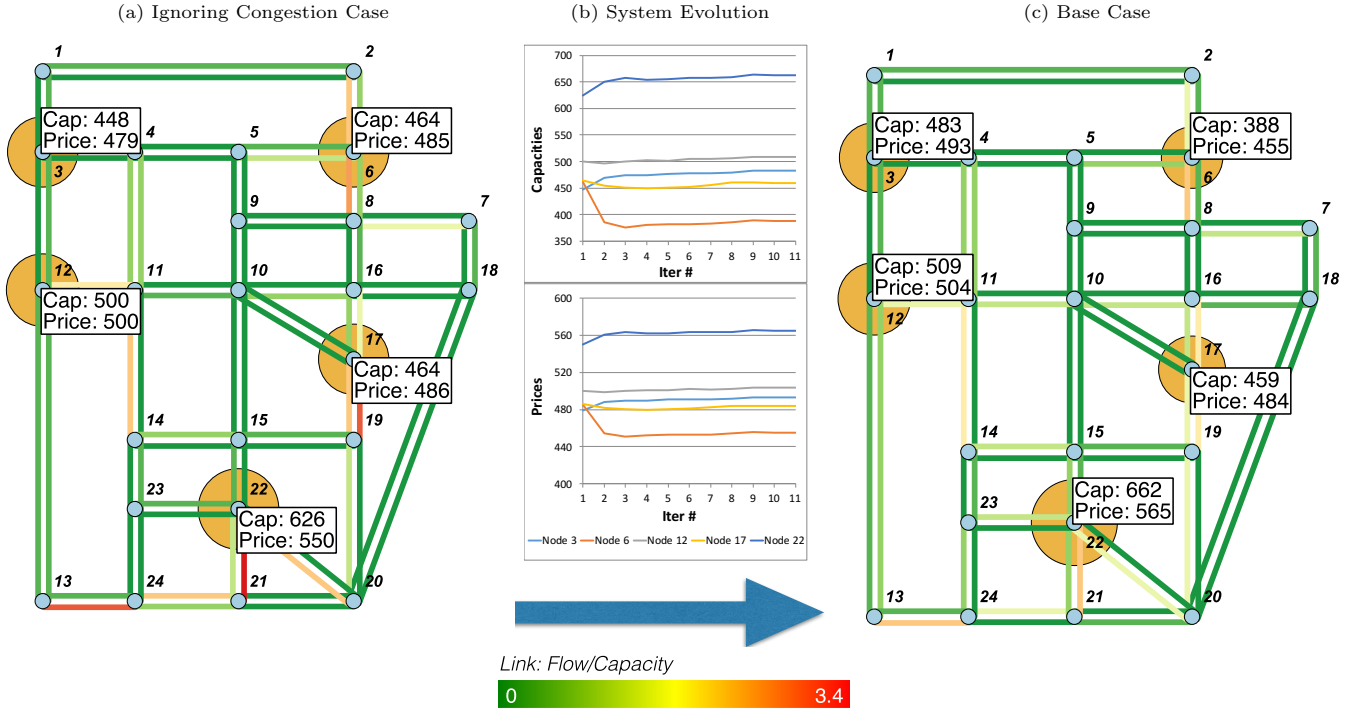 (a) Ignoring Congestion Case
1
2
Cap: 448
Price: 479
4
5
Cap: 464
Price: 485
3
6
9
8
7
12
11
10
16
18
Cap: 500
Price: 500
17
Cap: 464
Price: 486
14
15
19
23
22
Cap: 626
Price: 550
13
24
21
20
(b) System Evolution
700
650
600
550
500
450
400
350
Capacities
1 2 3 4 5 6 7 8 9 10 11
Iter #
600
560
520
480
440
400
Prices
1 2 3 4 5 6 7 8 9 10 11
Iter #
Node 3 Node 6 Node 12 Node 17 Node 22
Link: Flow/Capacity
0 3.4
(c) Base Case
1
2
Cap: 483
Price: 493
4
5
Cap: 388
Price: 455
3
6
9
8
7
Cap: 509
Price: 504
11
10
16
18
12
17
Cap: 459
Price: 484
14
15
19
23
Cap: 662
Price: 565
22
13
24
21
20